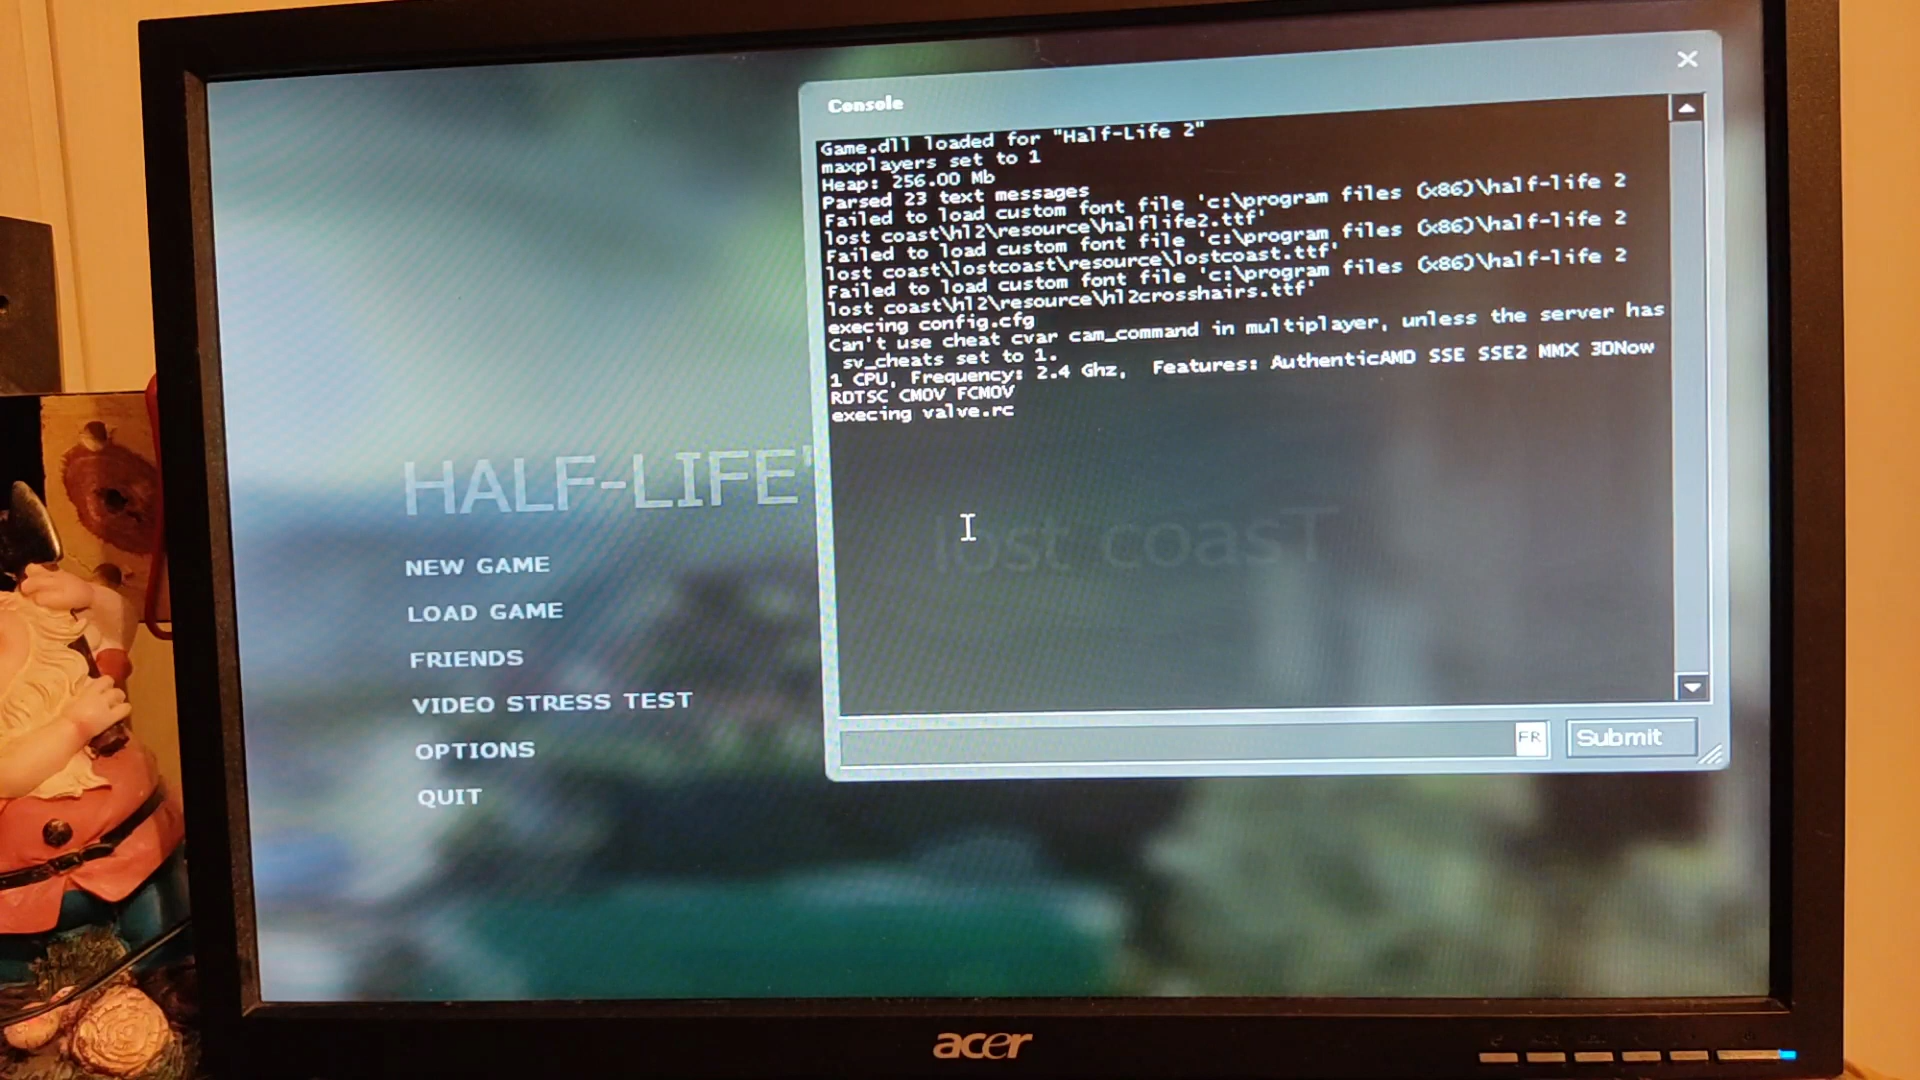 Console
Game.dll loaded for "Half-Life 2"
maxplayers set to 1
Heap: 256.00 Mb
Parsed 23 text messages
Failed to load custom font file 'c:\program files (x86)\half-life 2
lost coast\hl2\resource\halflife2.ttf'
Failed to load custom font file 'c:\program files (x86)\half-life 2
lost coast\lostcoast\resource\lostcoast.ttf'
Failed to load custom font file 'c:\program files (x86)\half-life 2
lost coast\hl2\resource\hl2crosshairs.ttf'
execing config.cfg
Can't use cheat cvar cam_command in multiplayer, unless the server has
sv_cheats set to 1.
1 CPU, Frequency: 2.4 Ghz, Features: AuthenticAMD SSE SSE2 MMX 3DNow
RDTSC CMOV FCMOV
execing valve.rc
HALF-LIFE'
lost coasT
NEW GAME
LOAD GAME
FRIENDS
VIDEO STRESS TEST
OPTIONS
QUIT
FR
Submit
acer